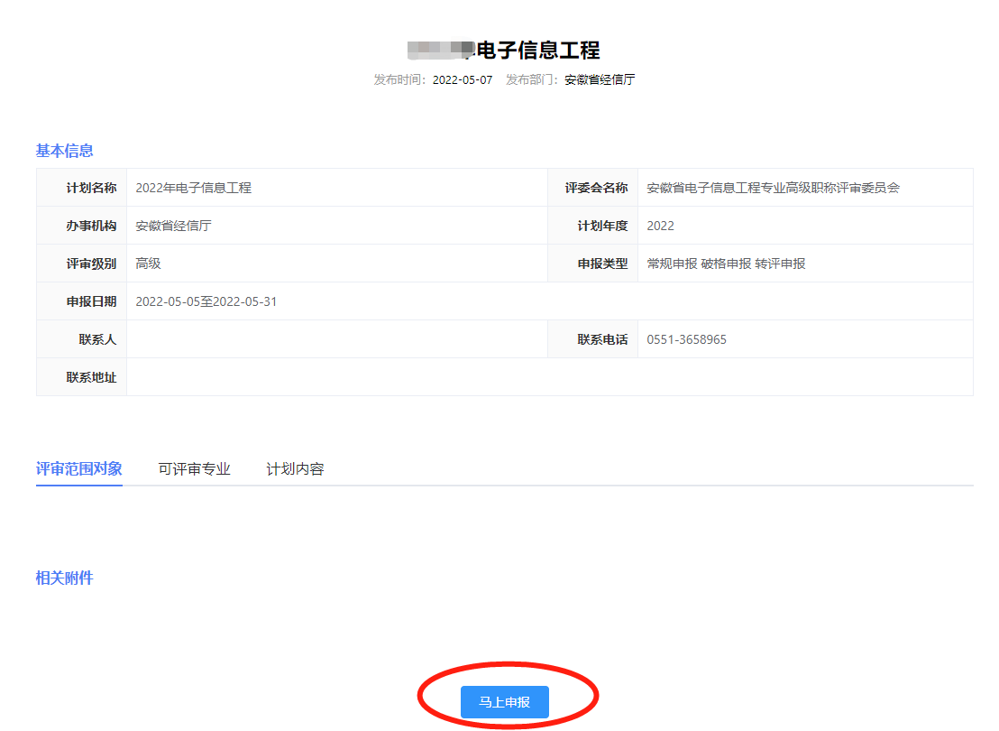 电子信息工程
发布时间：2022-05-07 发布部门：安徽省经信厅
基本信息
计划名称 2022年电子信息工程 评委会名称 安徽省电子信息工程专业高级职称评审委员会
办事机构 安徽省经信厅 计划年度 2022
评审级别 高级 申报类型 常规申报 破格申报 转评申报
申报日期 2022-05-05至2022-05-31
联系人 联系电话 0551-3658965
联系地址
评审范围对象 可评审专业 计划内容
相关附件
马上申报